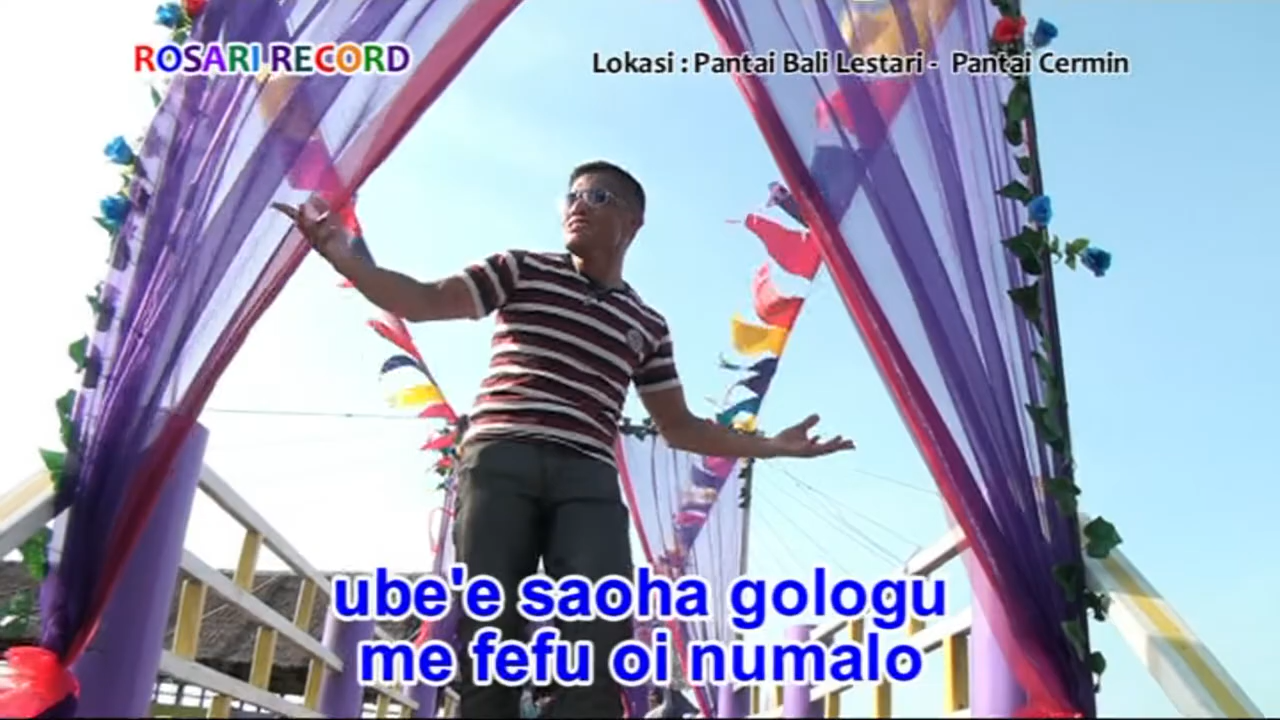 ROSARI RECORD
Lokasi : Pantai Bali Lestari - Pantai Cermin
ube'e saoha gologu
me fefu oi numalo